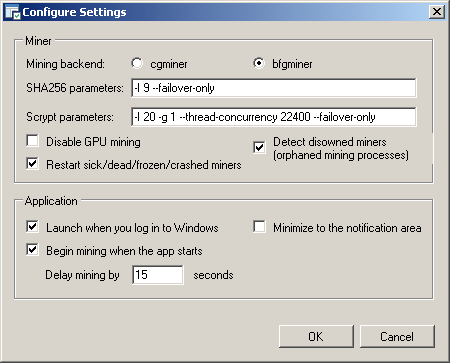 Configure Settings
Miner
Mining backend: cgminer bfgminer
SHA256 parameters: -I 9 --failover-only
Scrypt parameters: -I 20 -g 1 --thread-concurrency 22400 --failover-only
Disable GPU mining
Detect disowned miners
(orphaned mining processes)
Restart sick/dead/frozen/crashed miners
Application
Launch when you log in to Windows
Minimize to the notification area
Begin mining when the app starts
Delay mining by 15 seconds
OK Cancel